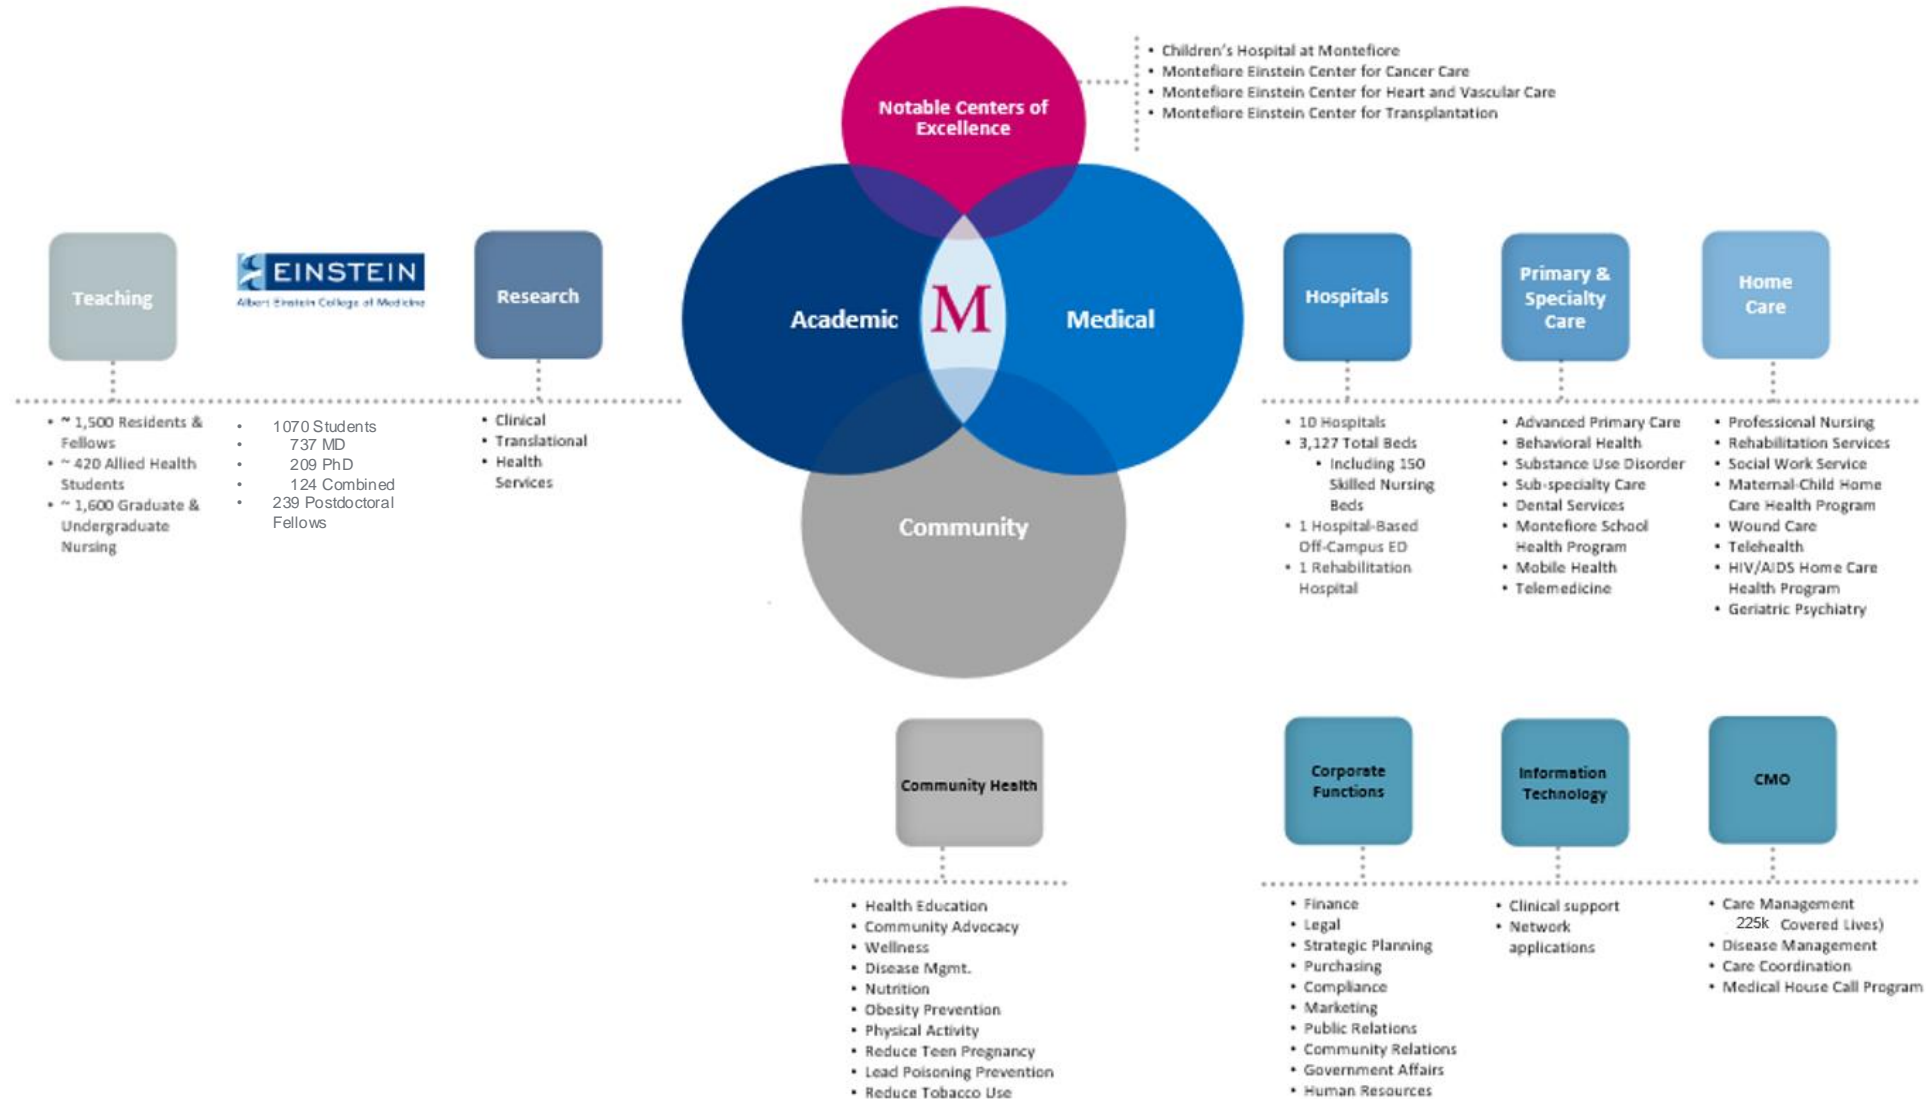 Notable Centers of
Excellence
• Children's Hospital at Montefiore
• Montefiore Einstein Center for Cancer Care
• Montefiore Einstein Center for Heart and Vascular Care
• Montefiore Einstein Center for Transplantation
Academic
M
Medical
Community
Teaching
• ~ 1,500 Residents &
Fellows
• ~ 420 Allied Health
Students
• ~ 1,600 Graduate &
Undergraduate
Nursing
EINSTEIN
Albert Einstein College of Medicine
• 1070 Students
• 737 MD
• 209 PhD
• 124 Combined
• 239 Postdoctoral
Fellows
Research
• Clinical
• Translational
• Health
Services
Hospitals
• 10 Hospitals
• 3,127 Total Beds
• Including 150
Skilled Nursing
Beds
• 1 Hospital-Based
Off-Campus ED
• 1 Rehabilitation
Hospital
Primary &
Specialty
Care
• Advanced Primary Care
• Behavioral Health
• Substance Use Disorder
• Sub-specialty Care
• Dental Services
• Montefiore School
Health Program
• Mobile Health
• Telemedicine
Home
Care
• Professional Nursing
• Rehabilitation Services
• Social Work Service
• Maternal-Child Home
Care Health Program
• Wound Care
• Telehealth
• HIV/AIDS Home Care
Health Program
• Geriatric Psychiatry
Community Health
• Health Education
• Community Advocacy
• Wellness
• Disease Mgmt.
• Nutrition
• Obesity Prevention
• Physical Activity
• Reduce Teen Pregnancy
• Lead Poisoning Prevention
• Reduce Tobacco Use
Corporate
Functions
• Finance
• Legal
• Strategic Planning
• Purchasing
• Compliance
• Marketing
• Public Relations
• Community Relations
• Government Affairs
• Human Resources
Information
Technology
• Clinical support
• Network
applications
CMO
• Care Management
225k Covered Lives)
• Disease Management
• Care Coordination
• Medical House Call Program